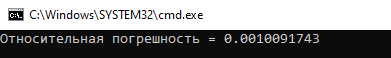 C:\Windows\SYSTEM32\cmd.exe
Относительная погрешность = 0.0010091743